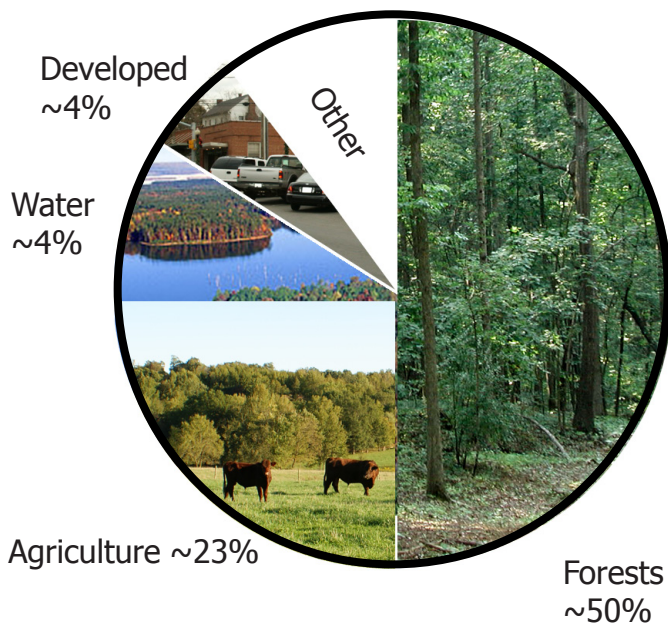 Developed
~4%
Other
Water
~4%
Agriculture ~23%
Forests
~50%